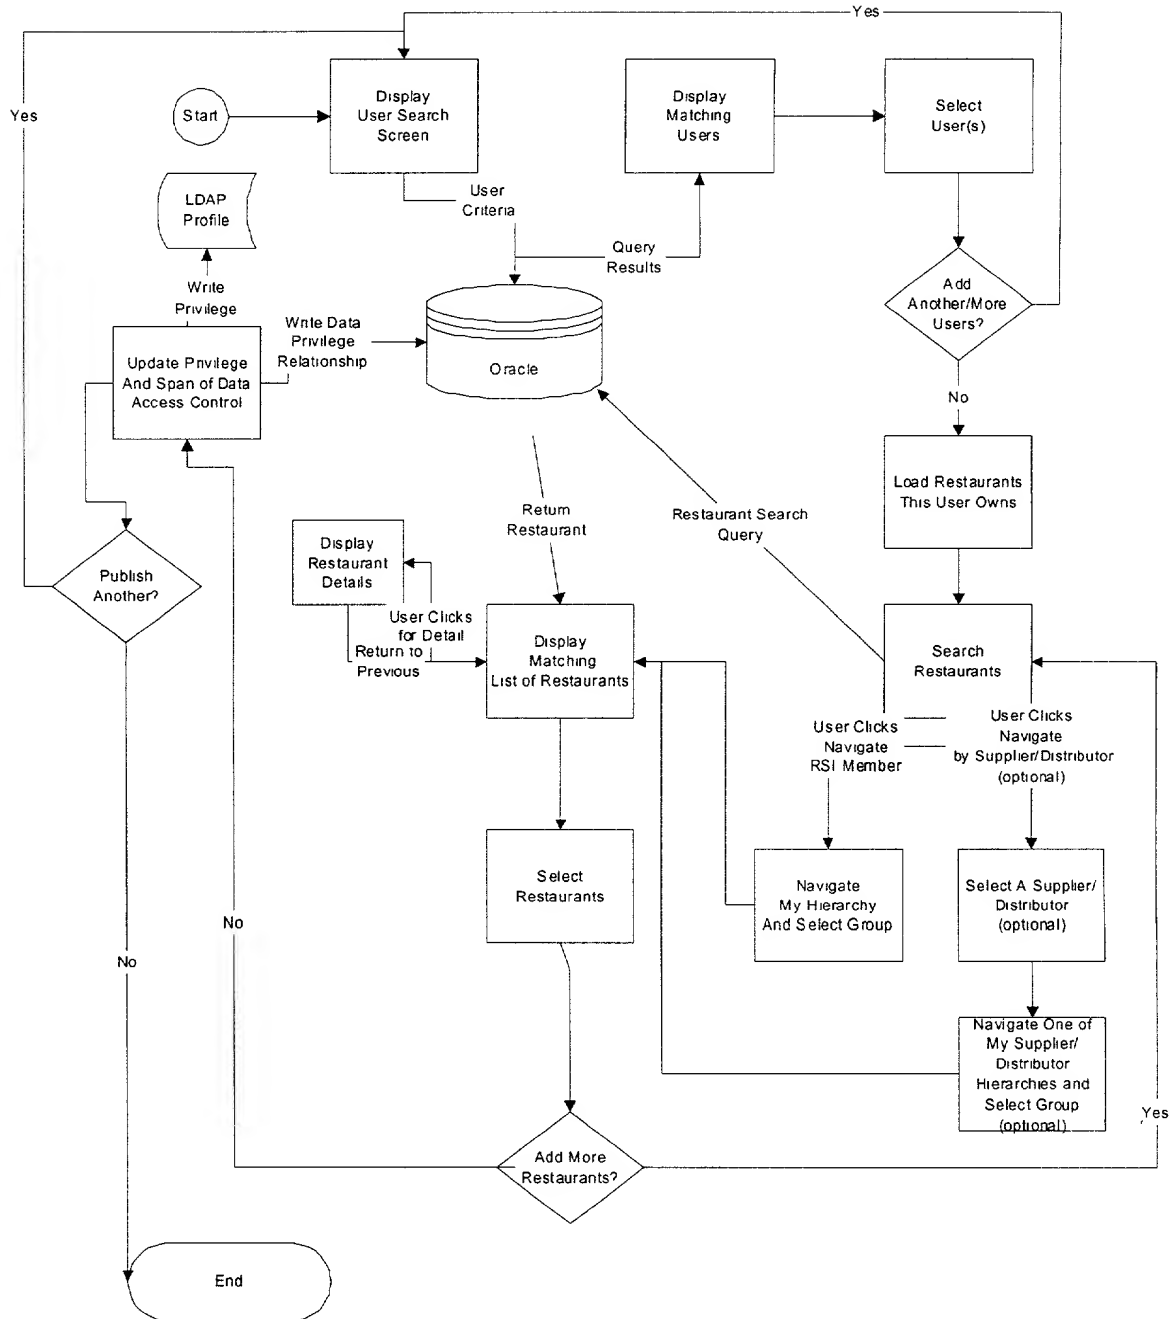 Yes
Yes
Start
Display
User Search
Screen
Display
Matching
Users
Select
User(s)
LDAP
Profile
User
Criteria
Query
Results
Write
Privilege
Write Data
Privilege
Relationship
Add
Another/More
Users?
Oracle
Update Privilege
And Span of Data
Access Control
No
Load Restaurants
This User Owns
Return
Restaurant
Restaurant Search
Query
Display
Restaurant
Details
Publish
Another?
User Clicks
for Detail
Return to
Previous
Display
Matching
List of Restaurants
Search
Restaurants
User Clicks
Navigate
RSI Member
User Clicks
Navigate
by Supplier/Distributor
(optional)
Select
Restaurants
Navigate
My Hierarchy
And Select Group
Select A Supplier/
Distributor
(optional)
No
No
Navigate One of
My Supplier/
Distributor
Hierarchies and
Select Group
(optional)
Yes
Add More
Restaurants?
End